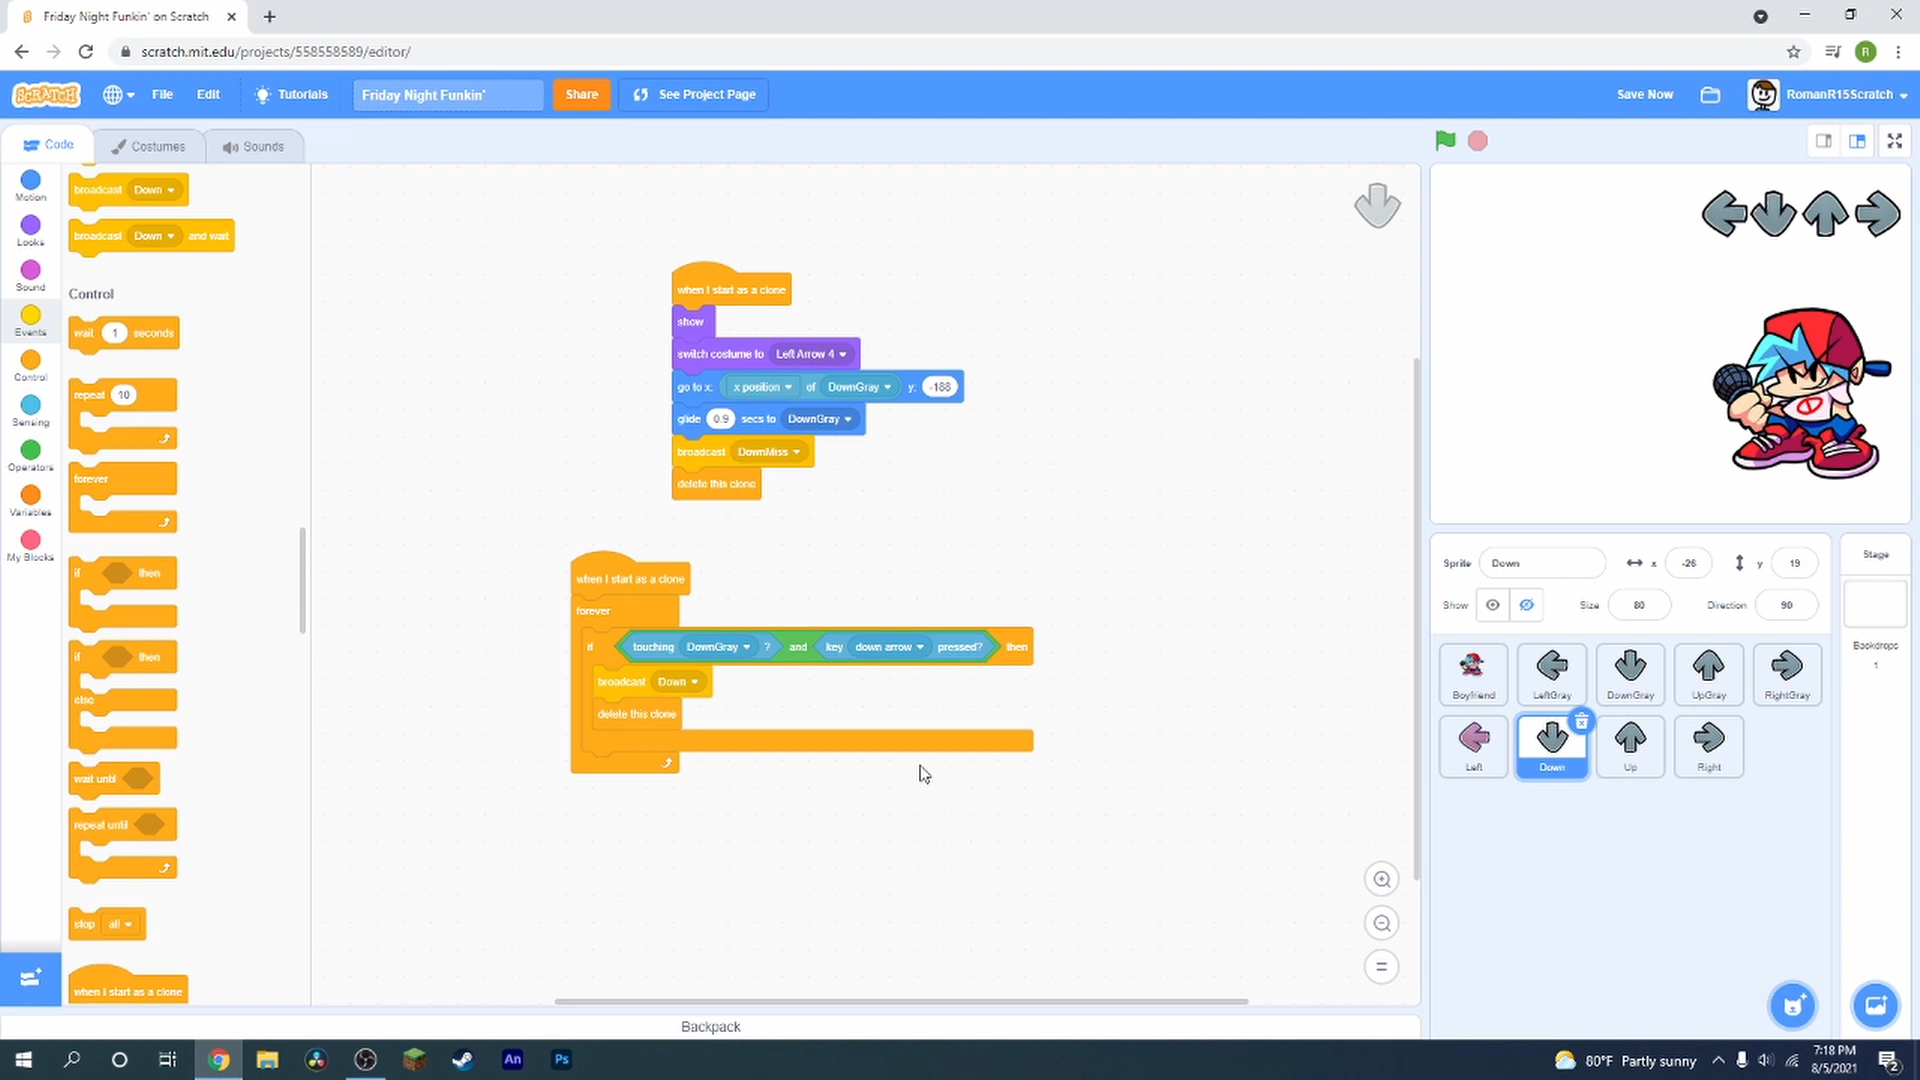 Friday Night Funkin' on Scratch
scratch.mit.edu/projects/558558589/editor/
R
SCRATCH
File
Edit
Tutorials
Friday Night Funkin'
Share
See Project Page
Save Now
RomanR15Scratch
Code
Costumes
Sounds
Motion
Looks
Sound
Events
Control
Sensing
Operators
Variables
My Blocks
broadcast Down
broadcast Down and wait
Control
wait 1 seconds
repeat 10
forever
if then
if then
else
wait until
repeat until
stop all
when I start as a clone
when I start as a clone
show
switch costume to Left Arrow 4
go to x: x position of DownGray y: -188
glide 0.9 secs to DownGray
broadcast DownMiss
delete this clone
when I start as a clone
forever
if touching DownGray ? and key down arrow pressed? then
broadcast Down
delete this clone
Backpack
Sprite Down x -26 y 19
Show Size 80 Direction 90
Boyfriend
LeftGray
DownGray
UpGray
RightGray
Left
Down
Up
Right
Stage
Backdrops
1
An
Ps
80°F Partly sunny
7:18 PM
8/5/2021
2